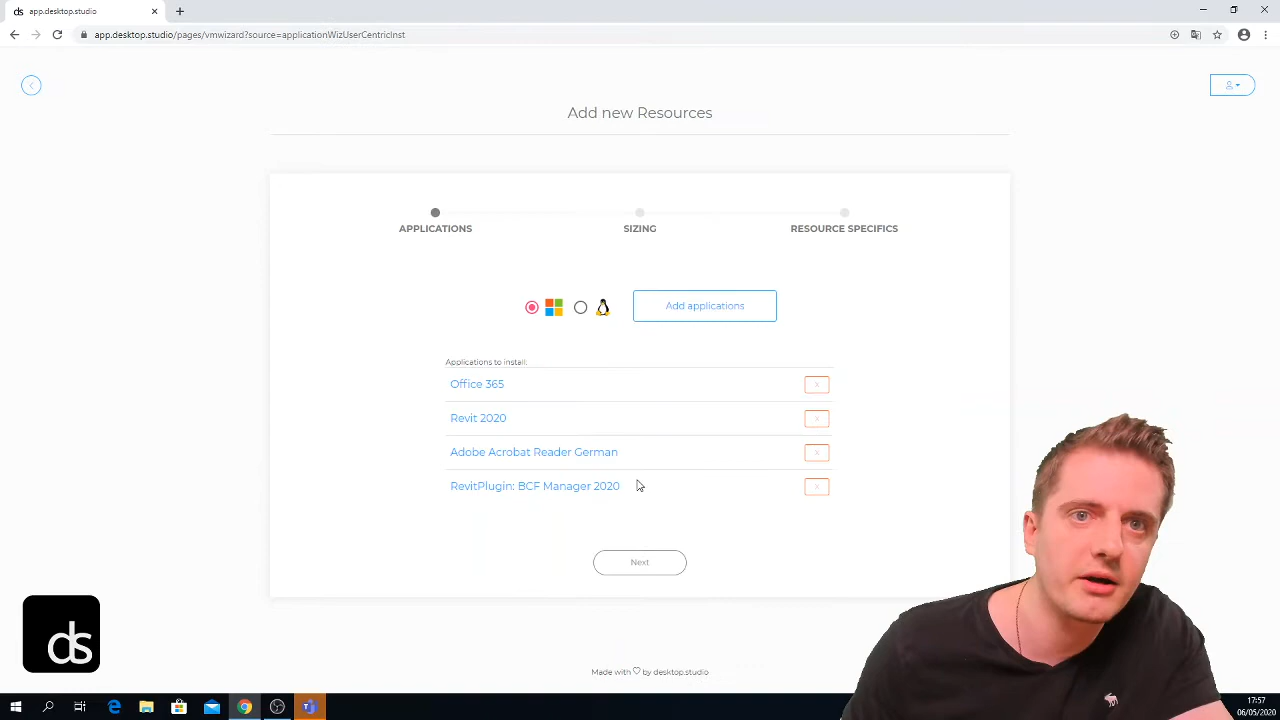 ds
app.desktop.studio
app.desktop.studio/pages/vmwizard?source=applicationWizUserCentricInst
Add new Resources
APPLICATIONS
SIZING
RESOURCE SPECIFICS
Add applications
Applications to install:
Office 365
x
Revit 2020
x
Adobe Acrobat Reader German
x
RevitPlugin: BCF Manager 2020
x
Next
ds
Made with ♡ by desktop.studio
17:57
06/05/2020